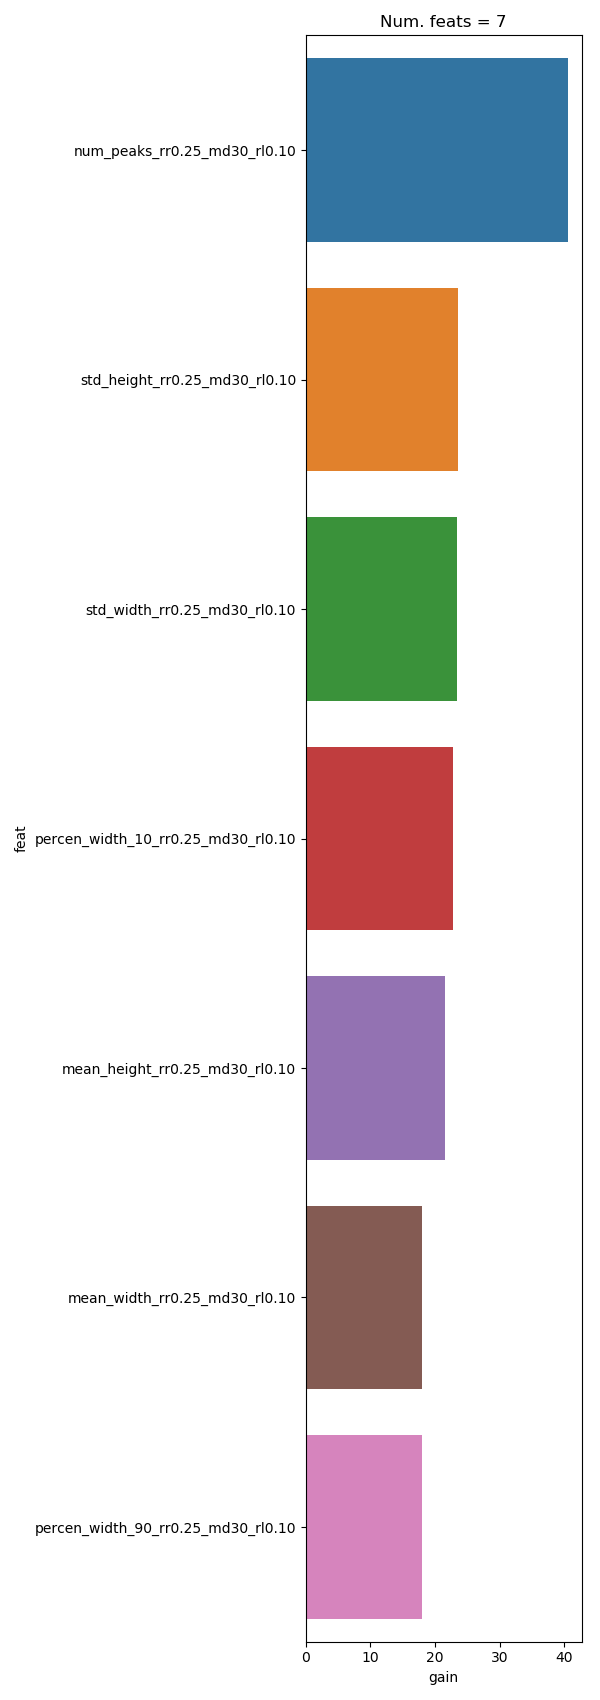 Num. feats = 7
num_peaks_rr0.25_md30_rl0.10
std_height_rr0.25_md30_rl0.10
std_width_rr0.25_md30_rl0.10
feat
percen_width_10_rr0.25_md30_rl0.10
mean_height_rr0.25_md30_rl0.10
mean_width_rr0.25_md30_rl0.10
percen_width_90_rr0.25_md30_rl0.10
0 10 20 30 40
gain